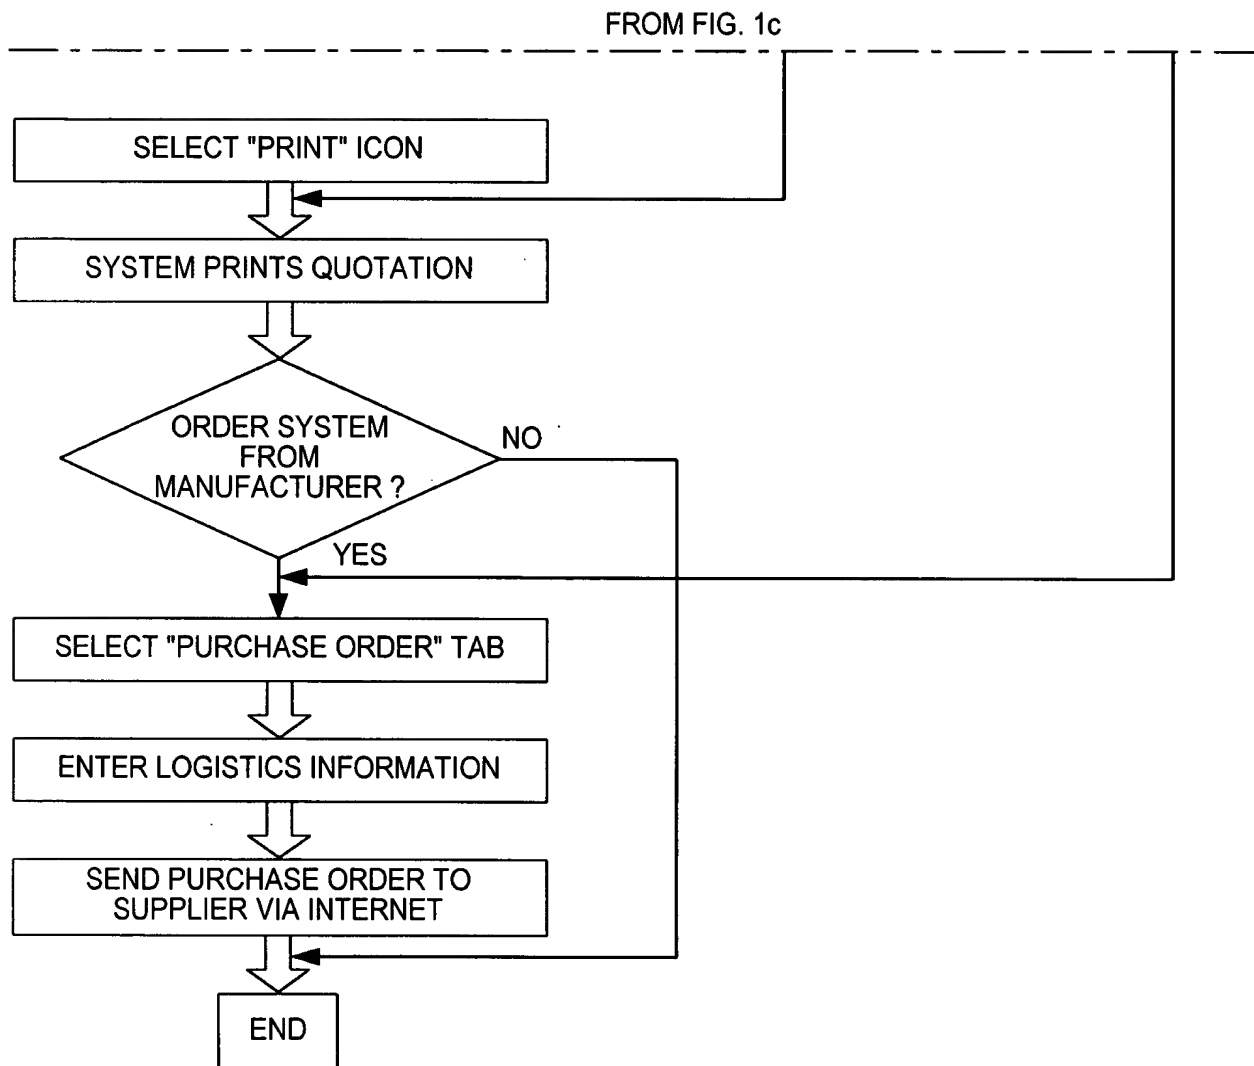 FROM FIG. 1c
SELECT "PRINT" ICON
SYSTEM PRINTS QUOTATION
ORDER SYSTEM
FROM
MANUFACTURER ?
NO
YES
SELECT "PURCHASE ORDER" TAB
ENTER LOGISTICS INFORMATION
SEND PURCHASE ORDER TO
SUPPLIER VIA INTERNET
END